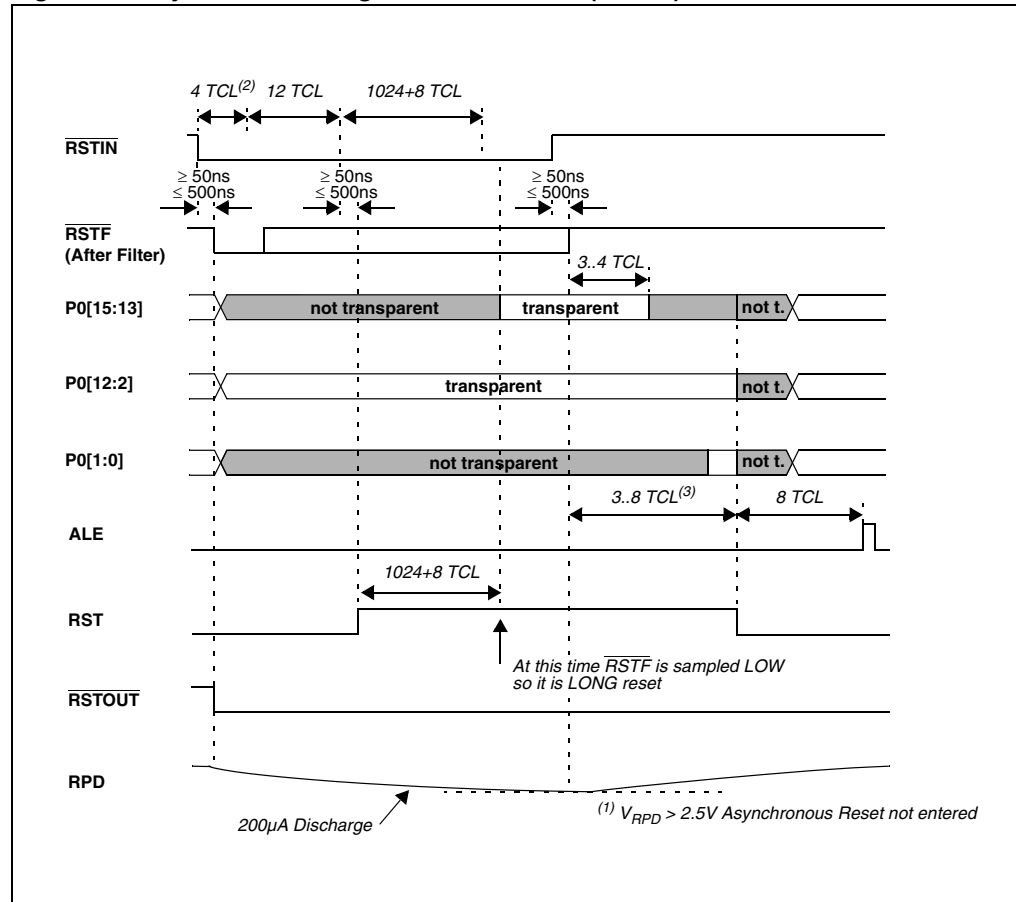 4 TCL(2) 12 TCL 1024+8 TCL
RSTIN
≥ 50ns ≥ 50ns ≥ 50ns
≤ 500ns ≤ 500ns ≤ 500ns
RSTF
(After Filter)
3..4 TCL
P0[15:13] not transparent transparent not t.
P0[12:2] transparent not t.
P0[1:0] not transparent not t.
3..8 TCL(3) 8 TCL
ALE
1024+8 TCL
RST
At this time RSTF is sampled LOW
so it is LONG reset
RSTOUT
RPD
200µA Discharge
(1) VRPD > 2.5V Asynchronous Reset not entered